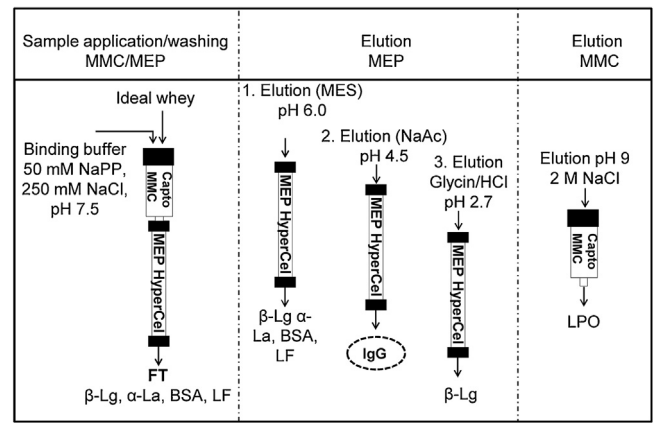 Sample application/washing
MMC/MEP
Elution
MEP
Elution
MMC
Ideal whey
Binding buffer
50 mM NaPP,
250 mM NaCl,
pH 7.5
Capto
MMC
MEP HyperCel
FT
β-Lg, α-La, BSA, LF
1. Elution (MES)
pH 6.0
MEP HyperCel
β-Lg α-
La, BSA,
LF
2. Elution (NaAc)
pH 4.5
MEP HyperCel
IgG
3. Elution
Glycin/HCl
pH 2.7
MEP HyperCel
β-Lg
Elution pH 9
2 M NaCl
Capto
MMC
LPO